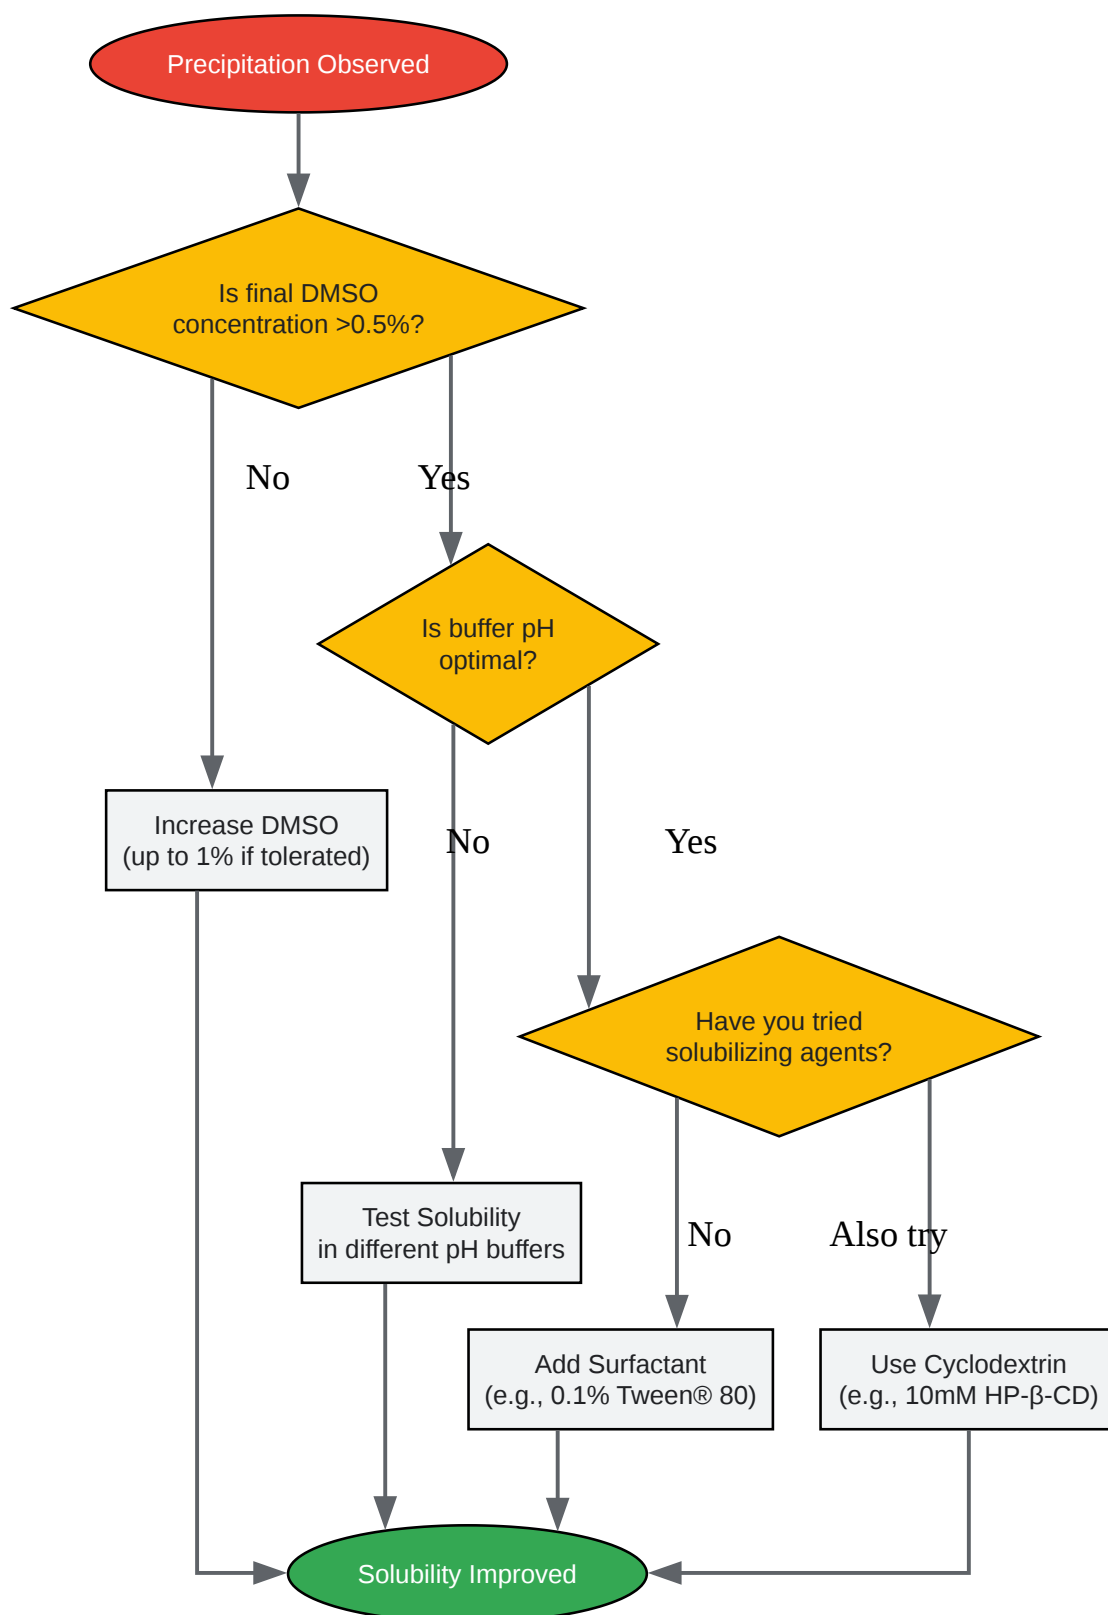 Precipitation Observed
Is final DMSO
concentration >0.5%?
No
Yes
Is buffer pH
optimal?
Increase DMSO
(up to 1% if tolerated)
No
Yes
Have you tried
solubilizing agents?
Test Solubility
in different pH buffers
No
Also try
Add Surfactant
(e.g., 0.1% Tween® 80)
Use Cyclodextrin
(e.g., 10mM HP-β-CD)
Solubility Improved